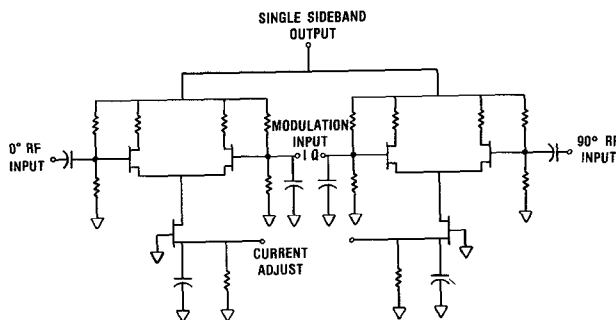 SINGLE SIDEBAND
OUTPUT
0° RF
INPUT
MODULATION
INPUT
I Q
90° RF
INPUT
CURRENT
ADJUST